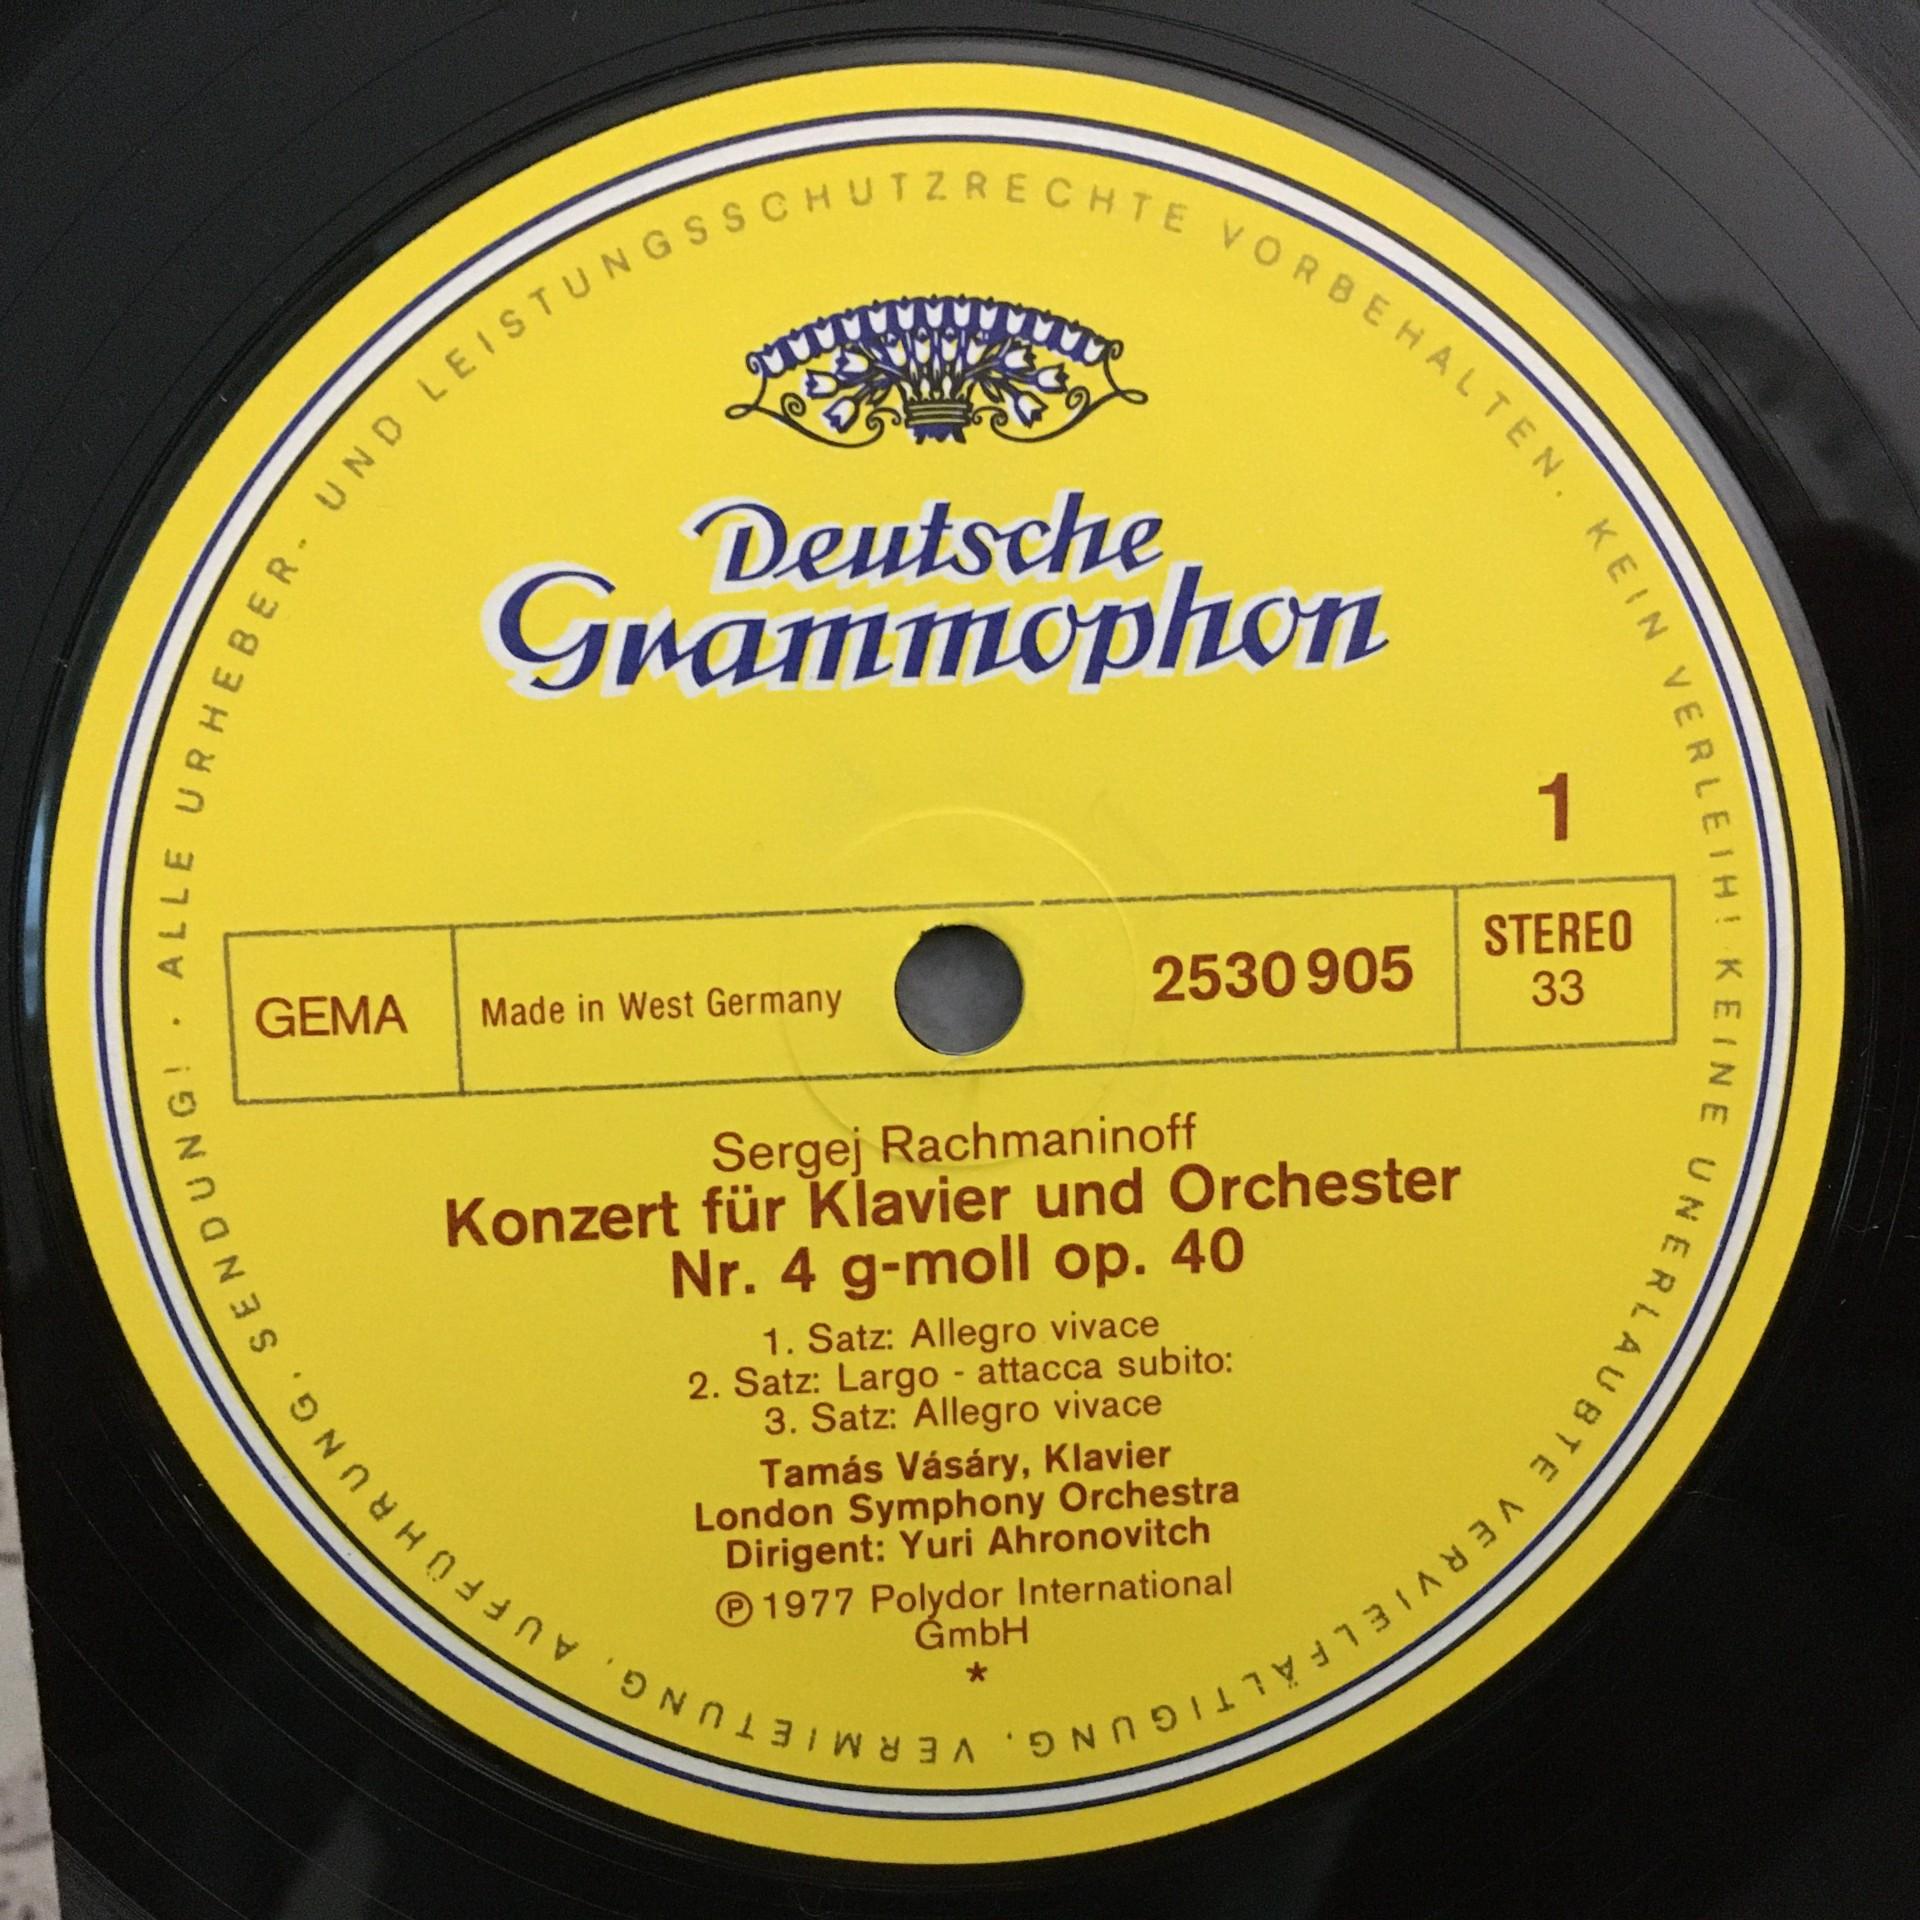 ALLE URHEBER- UND LEISTUNGSSCHUTZRECHTE VORBEHALTEN. KEIN VERLEIH! KEINE UNERLAUBTE VERVIELFÄLTIGUNG, VERMIETUNG, AUFFÜHRUNG, SENDUNG! ·
Deutsche
Grammophon
1
GEMA
Made in West Germany
2530 905
STEREO
33
Sergej Rachmaninoff
Konzert für Klavier und Orchester
Nr. 4 g-moll op. 40
1. Satz: Allegro vivace
2. Satz: Largo - attacca subito:
3. Satz: Allegro vivace
Tamás Vásáry, Klavier
London Symphony Orchestra
Dirigent: Yuri Ahronovitch
℗ 1977 Polydor International
GmbH
*